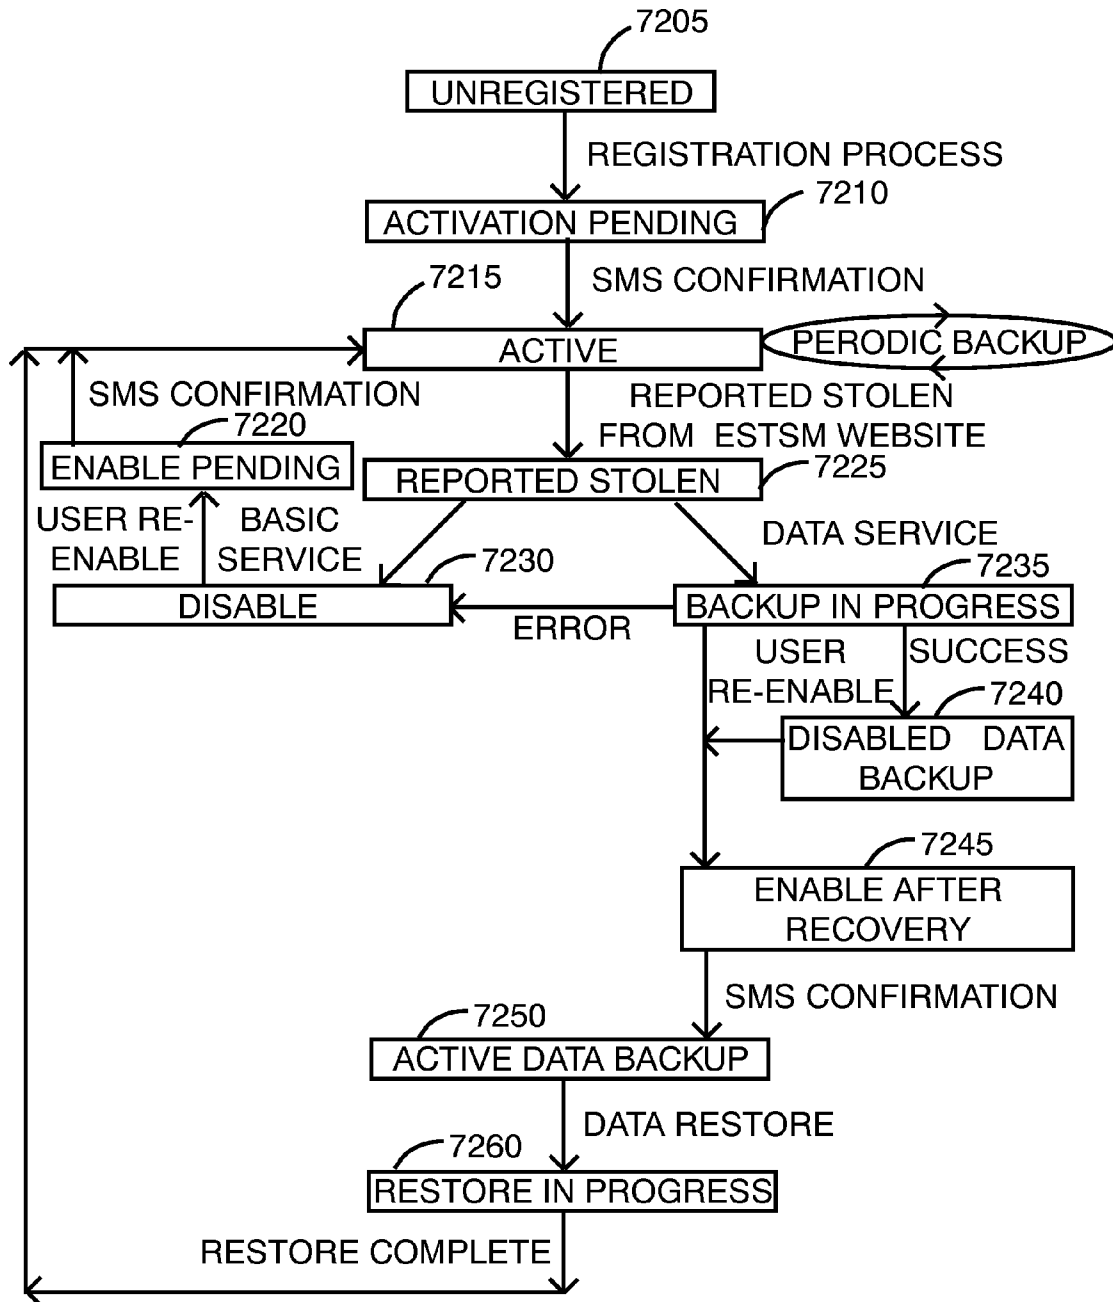 7205
UNREGISTERED
REGISTRATION PROCESS
7210
ACTIVATION PENDING
7215
SMS CONFIRMATION
ACTIVE
PERODIC BACKUP
SMS CONFIRMATION
REPORTED STOLEN
FROM ESTSM WEBSITE
7220
ENABLE PENDING
7225
REPORTED STOLEN
USER RE-
ENABLE
BASIC
SERVICE
DATA SERVICE
7230
DISABLE
7235
BACKUP IN PROGRESS
ERROR
USER
RE-ENABLE
SUCCESS
7240
DISABLED DATA
BACKUP
7245
ENABLE AFTER
RECOVERY
SMS CONFIRMATION
7250
ACTIVE DATA BACKUP
DATA RESTORE
7260
RESTORE IN PROGRESS
RESTORE COMPLETE